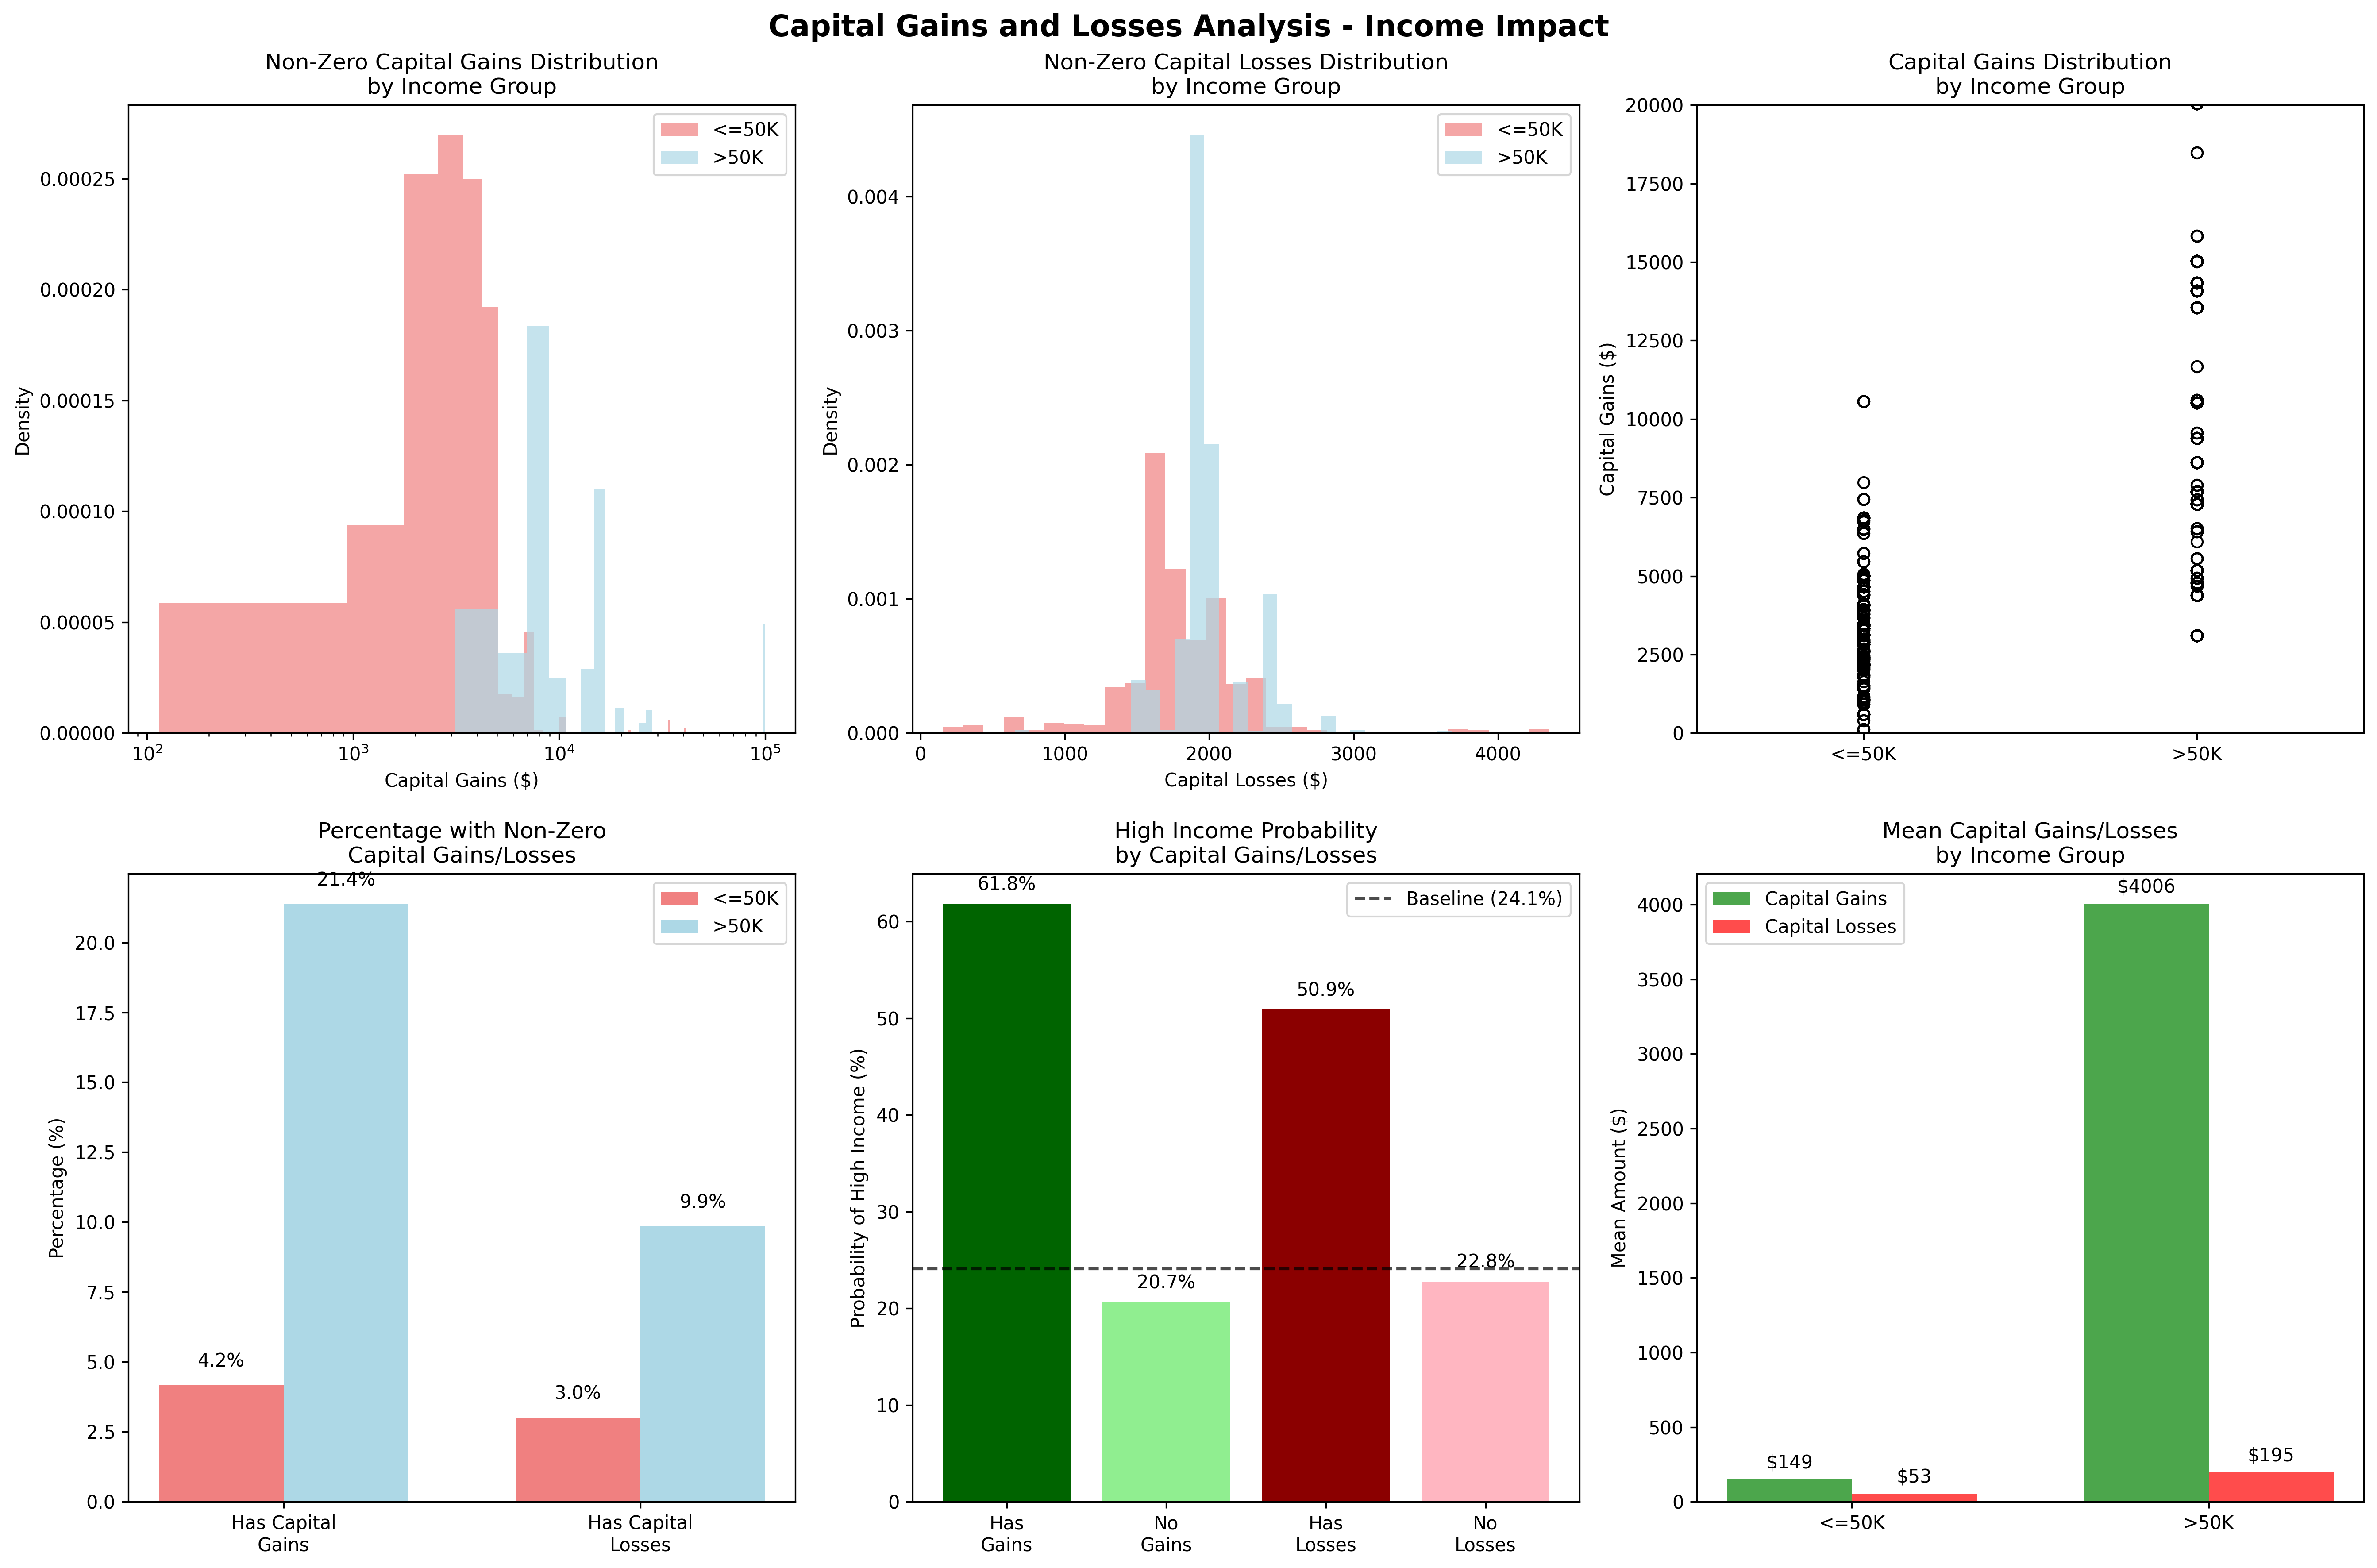 Capital Gains and Losses Analysis - Income Impact
Non-Zero Capital Gains Distribution
by Income Group
<=50K
>50K
Density
0.00025
0.00020
0.00015
0.00010
0.00005
0.00000
10²
10³
10⁴
10⁵
Capital Gains ($)
Non-Zero Capital Losses Distribution
by Income Group
<=50K
>50K
Density
0.004
0.003
0.002
0.001
0.000
0
1000
2000
3000
4000
Capital Losses ($)
Capital Gains Distribution
by Income Group
Capital Gains ($)
20000
17500
15000
12500
10000
7500
5000
2500
0
<=50K
>50K
Percentage with Non-Zero
Capital Gains/Losses
<=50K
>50K
Percentage (%)
20.0
17.5
15.0
12.5
10.0
7.5
5.0
2.5
0.0
4.2%
21.4%
3.0%
9.9%
Has Capital
Gains
Has Capital
Losses
High Income Probability
by Capital Gains/Losses
Baseline (24.1%)
Probability of High Income (%)
60
50
40
30
20
10
0
61.8%
20.7%
50.9%
22.8%
Has
Gains
No
Gains
Has
Losses
No
Losses
Mean Capital Gains/Losses
by Income Group
Capital Gains
Capital Losses
Mean Amount ($)
4000
3500
3000
2500
2000
1500
1000
500
0
$149
$53
$4006
$195
<=50K
>50K